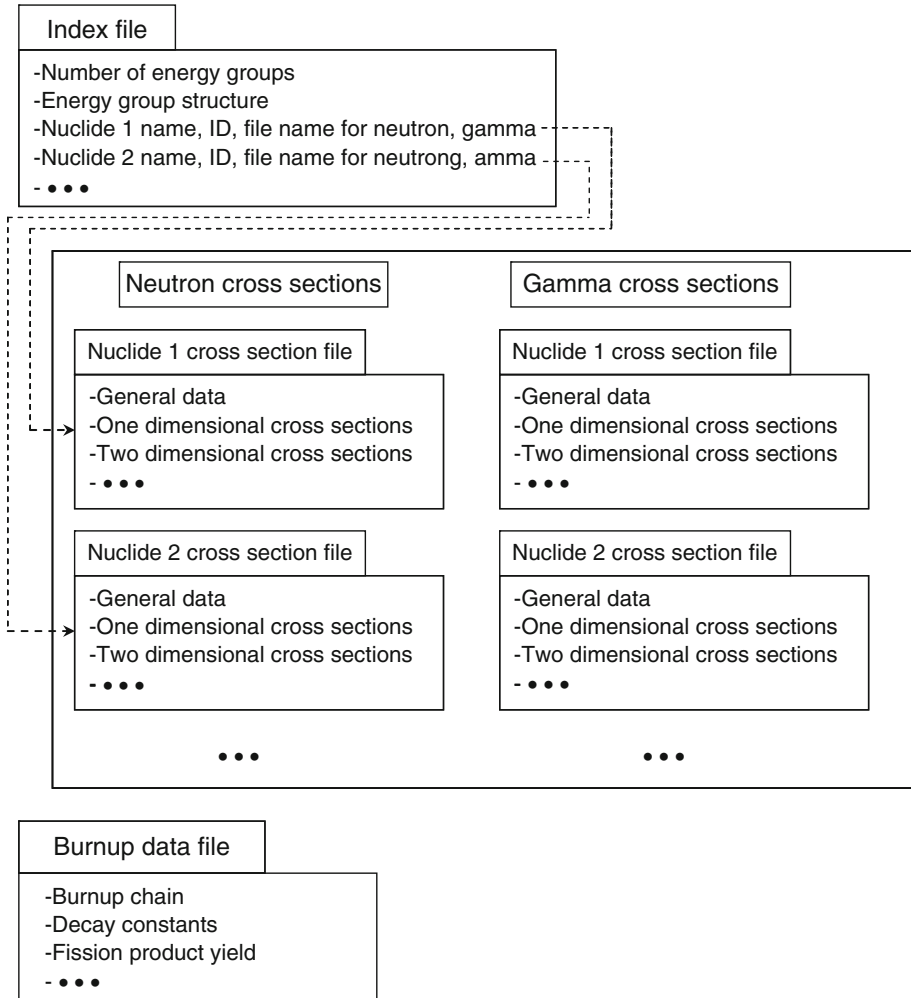 Index file
-Number of energy groups
-Energy group structure
-Nuclide 1 name, ID, file name for neutron, gamma
-Nuclide 2 name, ID, file name for neutrong, amma
- •••
Neutron cross sections
Gamma cross sections
Nuclide 1 cross section file
-General data
-One dimensional cross sections
-Two dimensional cross sections
- •••
Nuclide 1 cross section file
-General data
-One dimensional cross sections
-Two dimensional cross sections
- •••
Nuclide 2 cross section file
-General data
-One dimensional cross sections
-Two dimensional cross sections
- •••
Nuclide 2 cross section file
-General data
-One dimensional cross sections
-Two dimensional cross sections
- •••
•••
•••
Burnup data file
-Burnup chain
-Decay constants
-Fission product yield
- •••